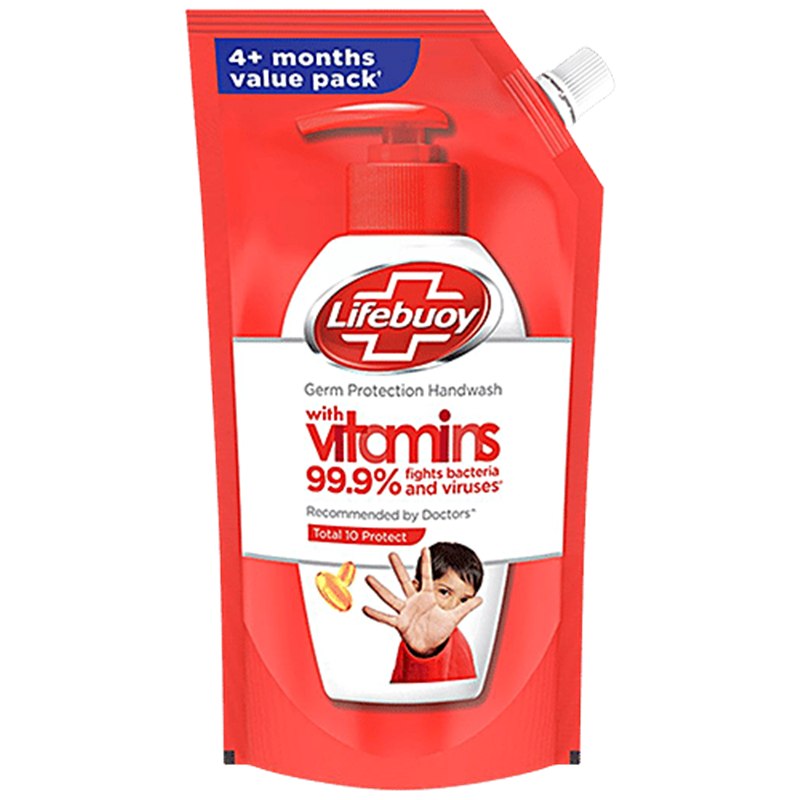 4+ months
value pack†
Lifebuoy
Germ Protection Handwash
with
vitamins
99.9% fights bacteria
and viruses*
Recommended by Doctors^
Total 10 Protect